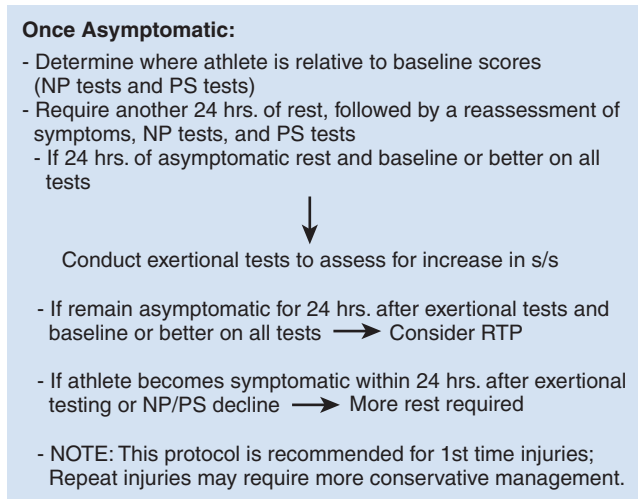 Once Asymptomatic:
- Determine where athlete is relative to baseline scores
(NP tests and PS tests)
- Require another 24 hrs. of rest, followed by a reassessment of
symptoms, NP tests, and PS tests
- If 24 hrs. of asymptomatic rest and baseline or better on all
tests
Conduct exertional tests to assess for increase in s/s
- If remain asymptomatic for 24 hrs. after exertional tests and
baseline or better on all tests → Consider RTP
- If athlete becomes symptomatic within 24 hrs. after exertional
testing or NP/PS decline → More rest required
- NOTE: This protocol is recommended for 1st time injuries;
Repeat injuries may require more conservative management.